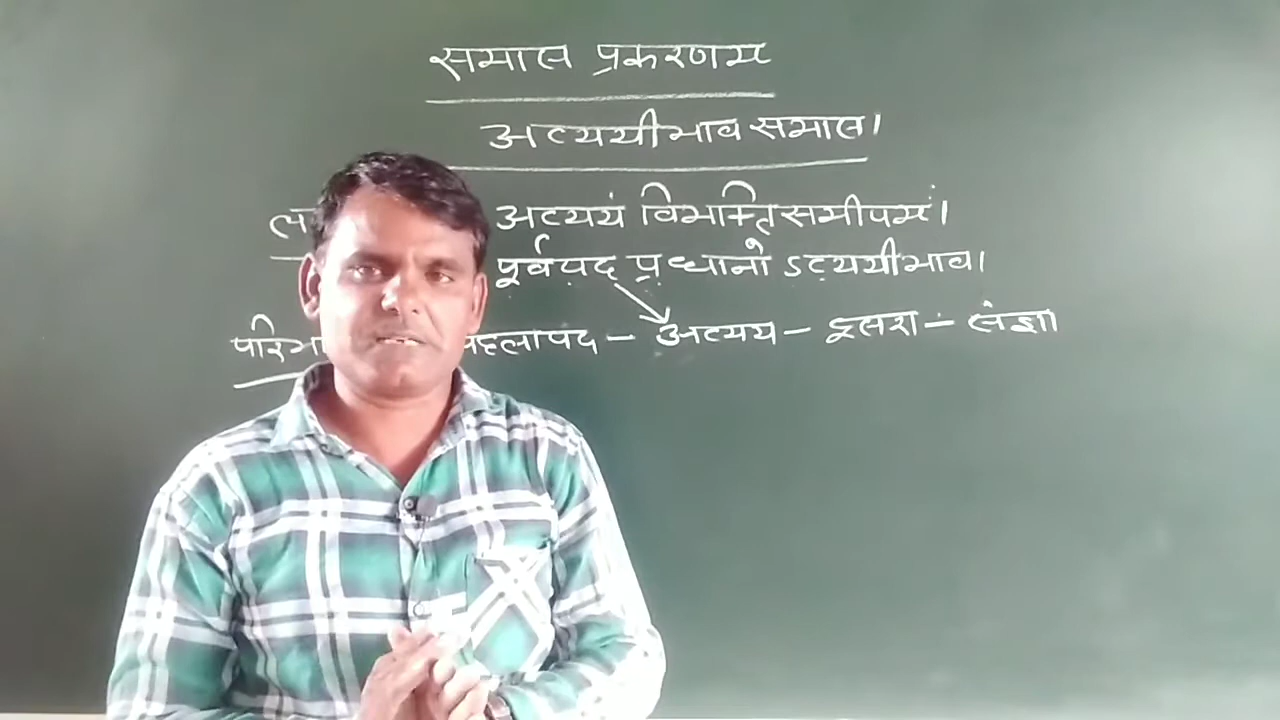 समास प्रकरणम
अव्ययीभाव समास।
अव्ययं विभक्ति समीपमं।
पूर्वपद् प्रधानो ऽव्ययीभाव।
पहलापद - अव्यय - दूसरा - संज्ञा